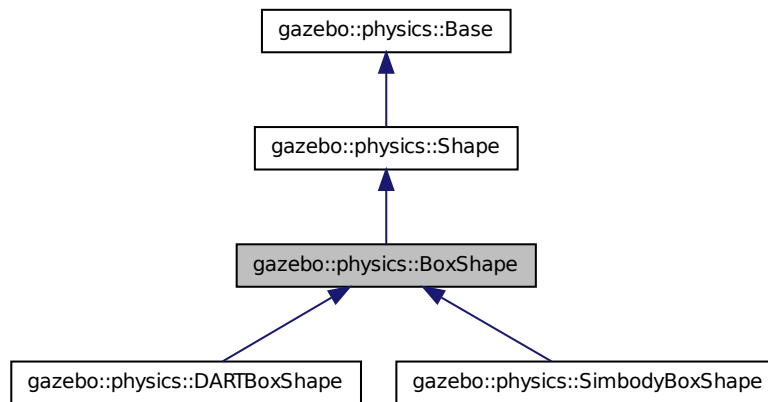 gazebo::physics::Base
gazebo::physics::Shape
gazebo::physics::BoxShape
gazebo::physics::DARTBoxShape
gazebo::physics::SimbodyBoxShape